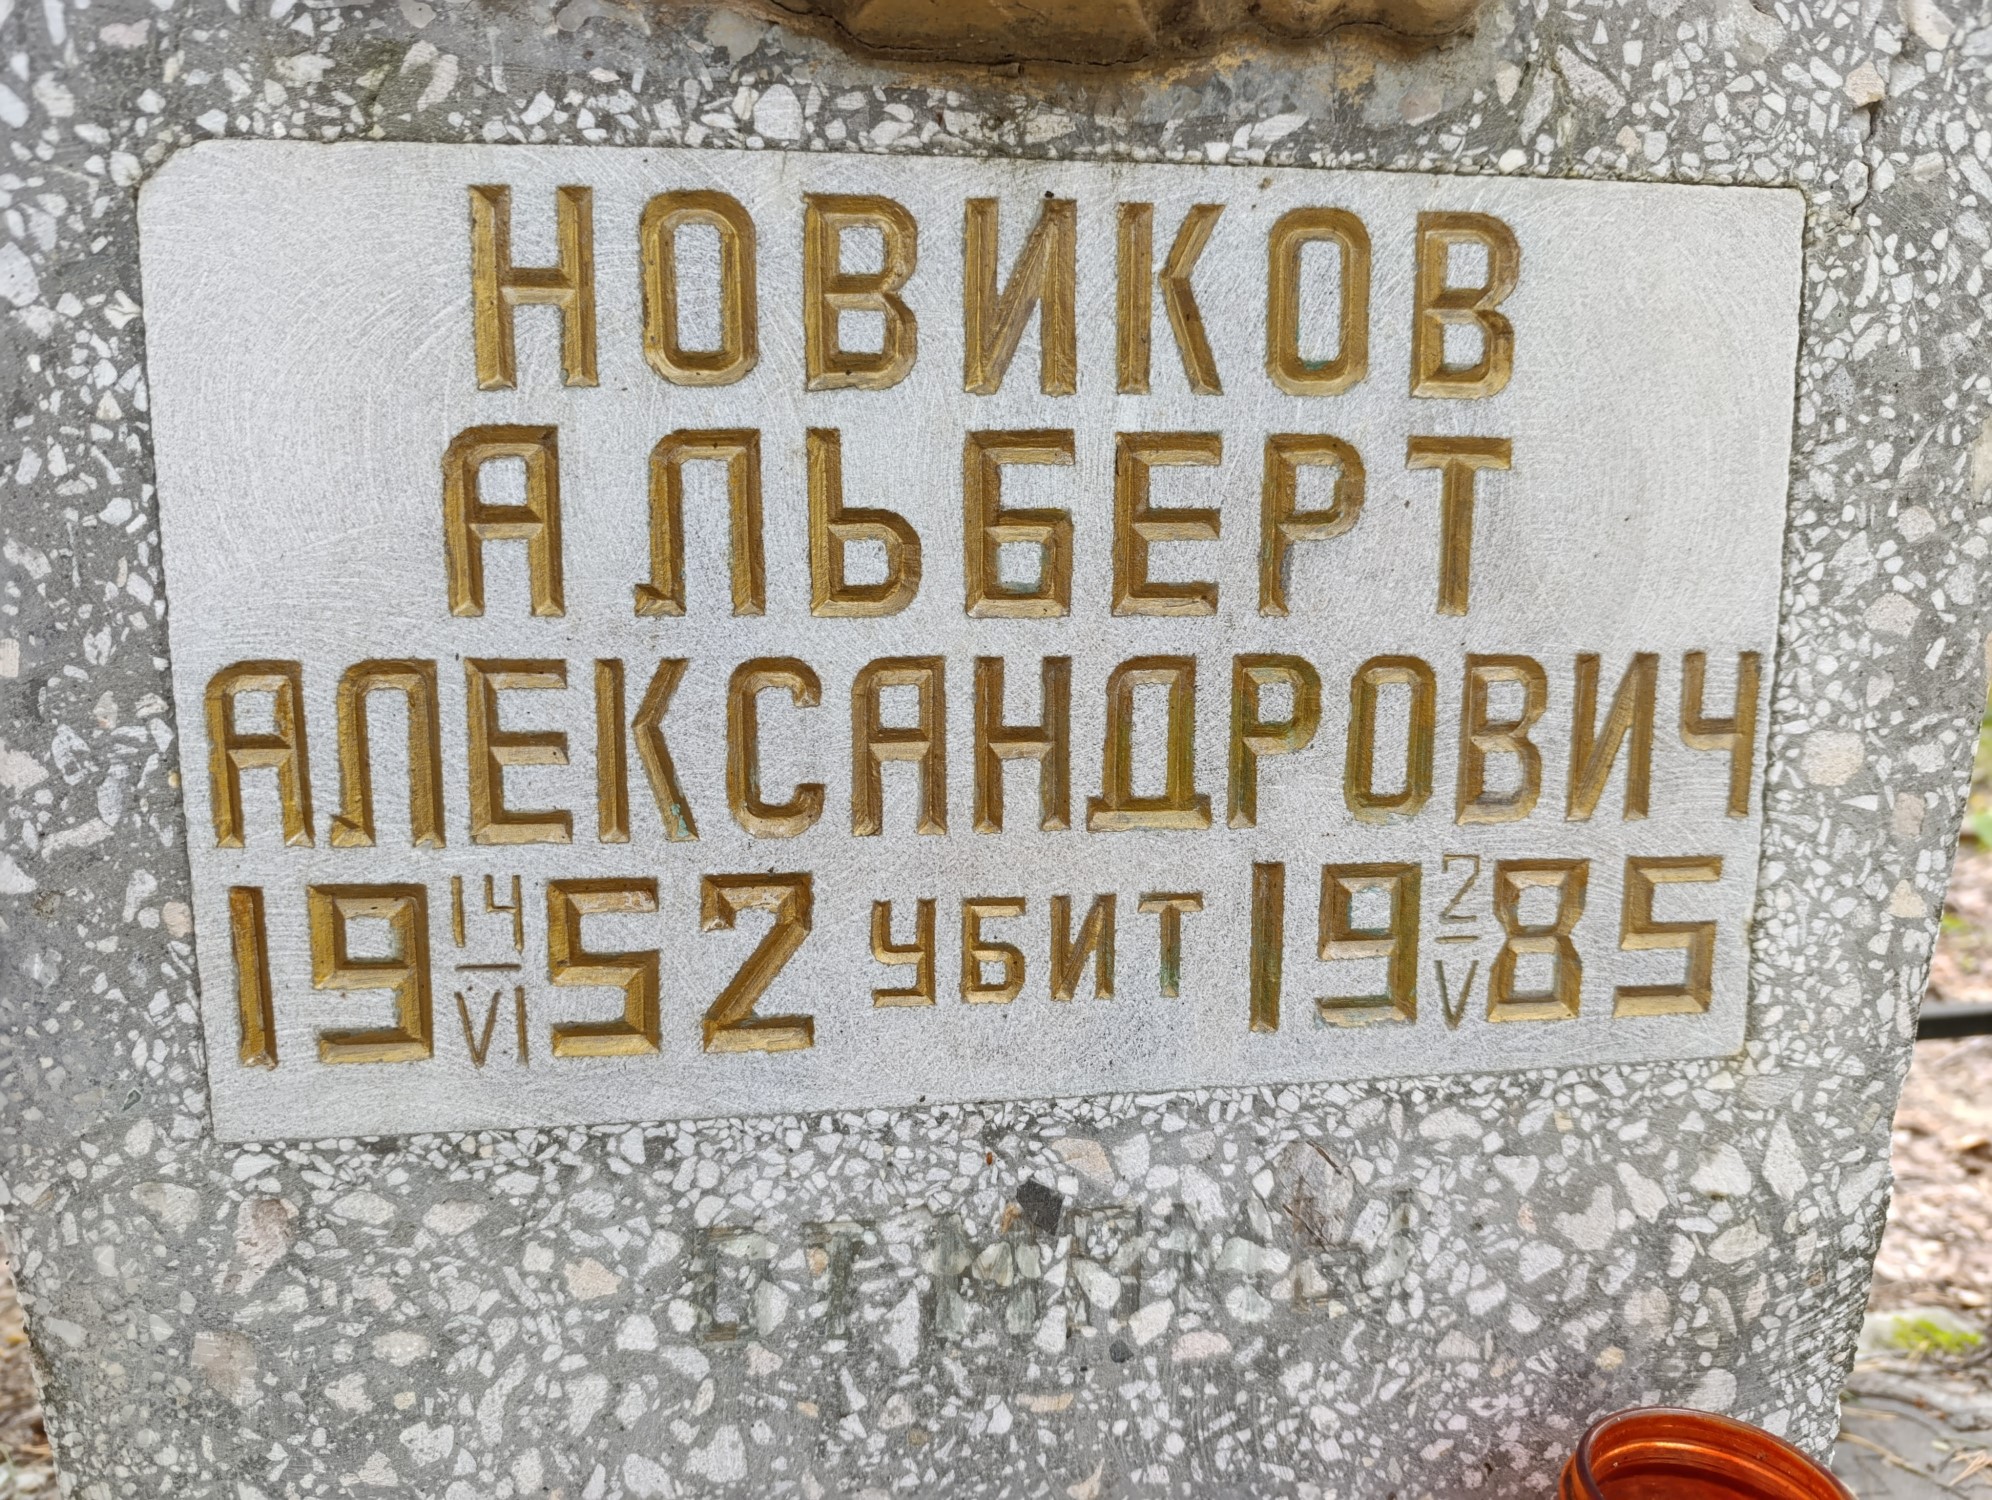 НОВИКОВ
АЛЬБЕРТ
АЛЕКСАНДРОВИЧ
19 14/VI 52 УБИТ 19 2/V 85